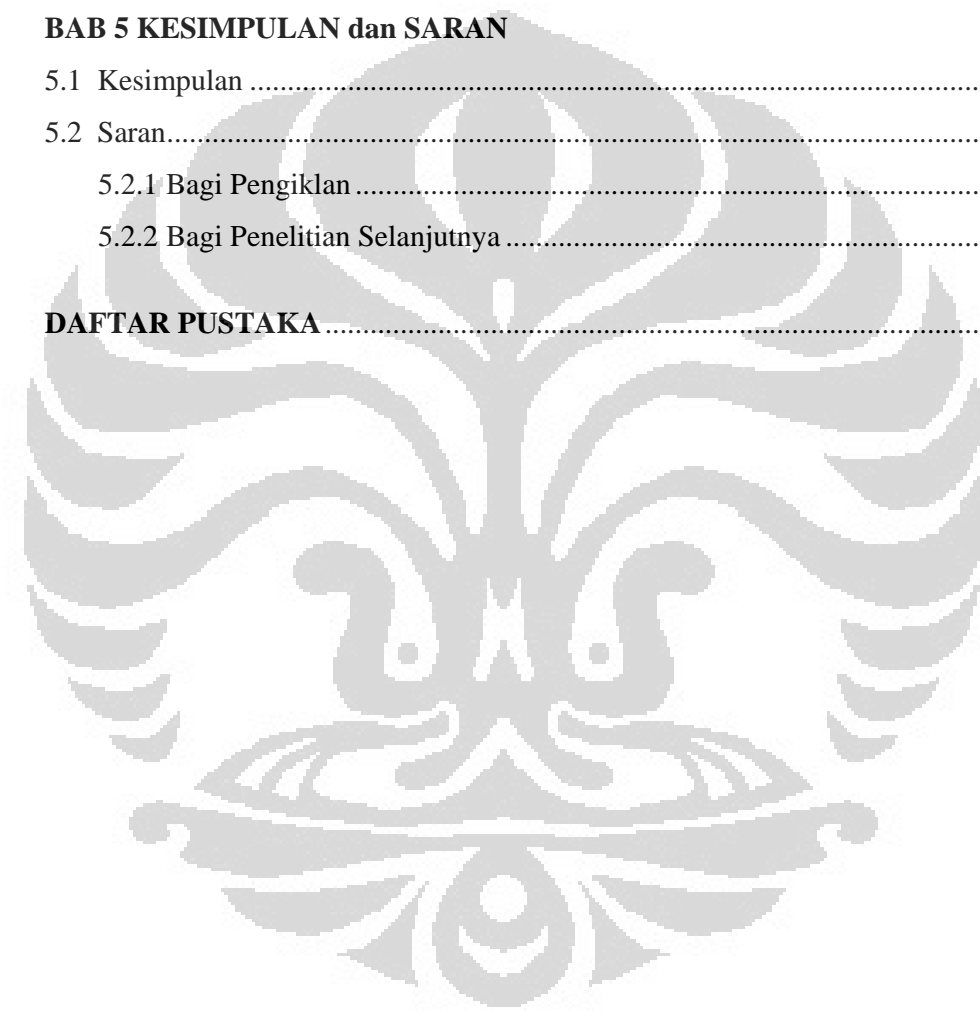 BAB 5 KESIMPULAN dan SARAN
5.1 Kesimpulan ........................................................................................................
5.2 Saran...................................................................................................................
5.2.1 Bagi Pengiklan ..........................................................................................
5.2.2 Bagi Penelitian Selanjutnya .......................................................................
DAFTAR PUSTAKA ...............................................................................................